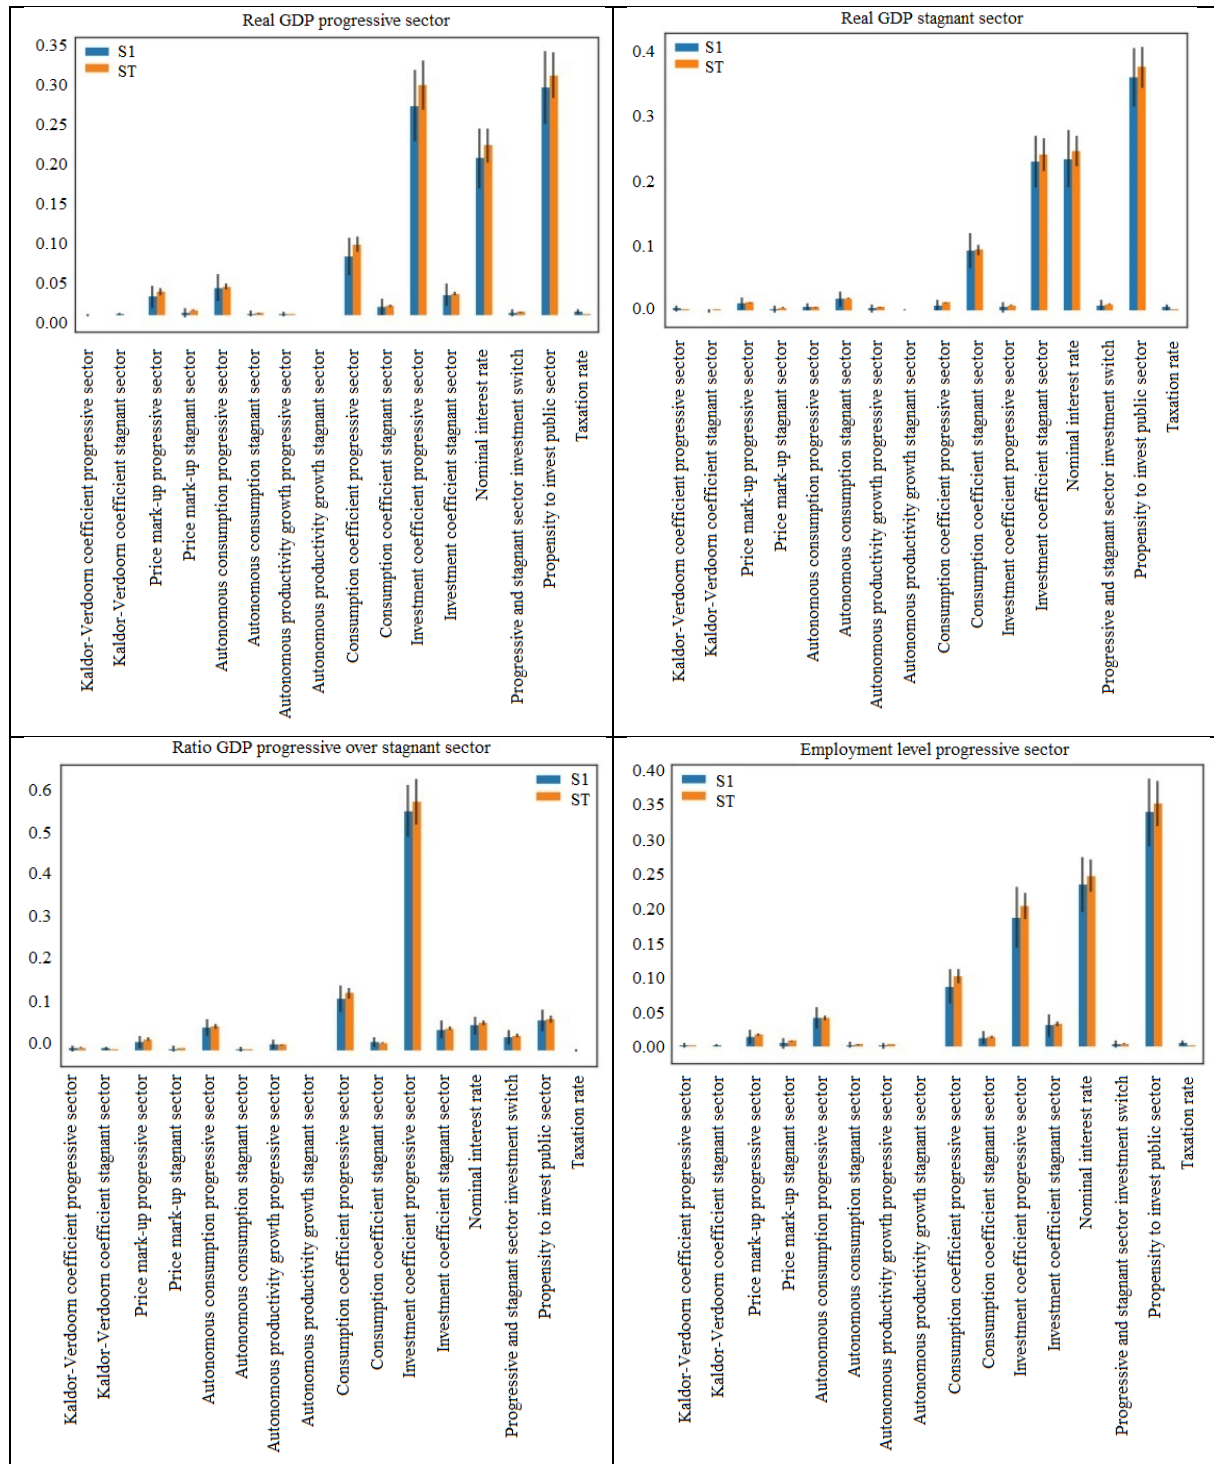 Real GDP progressive sector
S1
ST
0.35
0.30
0.25
0.20
0.15
0.10
0.05
0.00
Kaldor-Verdoorn coefficient progressive sector
Kaldor-Verdoorn coefficient stagnant sector
Price mark-up progressive sector
Price mark-up stagnant sector
Autonomous consumption progressive sector
Autonomous consumption stagnant sector
Autonomous productivity growth progressive sector
Autonomous productivity growth stagnant sector
Consumption coefficient progressive sector
Consumption coefficient stagnant sector
Investment coefficient progressive sector
Investment coefficient stagnant sector
Nominal interest rate
Progressive and stagnant sector investment switch
Propensity to invest public sector
Taxation rate
Real GDP stagnant sector
S1
ST
0.4
0.3
0.2
0.1
0.0
Kaldor-Verdoorn coefficient progressive sector
Kaldor-Verdoorn coefficient stagnant sector
Price mark-up progressive sector
Price mark-up stagnant sector
Autonomous consumption progressive sector
Autonomous consumption stagnant sector
Autonomous productivity growth progressive sector
Autonomous productivity growth stagnant sector
Consumption coefficient progressive sector
Consumption coefficient stagnant sector
Investment coefficient progressive sector
Investment coefficient stagnant sector
Nominal interest rate
Progressive and stagnant sector investment switch
Propensity to invest public sector
Taxation rate
Ratio GDP progressive over stagnant sector
S1
ST
0.6
0.5
0.4
0.3
0.2
0.1
0.0
Kaldor-Verdoorn coefficient progressive sector
Kaldor-Verdoorn coefficient stagnant sector
Price mark-up progressive sector
Price mark-up stagnant sector
Autonomous consumption progressive sector
Autonomous consumption stagnant sector
Autonomous productivity growth progressive sector
Autonomous productivity growth stagnant sector
Consumption coefficient progressive sector
Consumption coefficient stagnant sector
Investment coefficient progressive sector
Investment coefficient stagnant sector
Nominal interest rate
Progressive and stagnant sector investment switch
Propensity to invest public sector
Taxation rate
Employment level progressive sector
S1
ST
0.40
0.35
0.30
0.25
0.20
0.15
0.10
0.05
0.00
Kaldor-Verdoorn coefficient progressive sector
Kaldor-Verdoorn coefficient stagnant sector
Price mark-up progressive sector
Price mark-up stagnant sector
Autonomous consumption progressive sector
Autonomous consumption stagnant sector
Autonomous productivity growth progressive sector
Autonomous productivity growth stagnant sector
Consumption coefficient progressive sector
Consumption coefficient stagnant sector
Investment coefficient progressive sector
Investment coefficient stagnant sector
Nominal interest rate
Progressive and stagnant sector investment switch
Propensity to invest public sector
Taxation rate